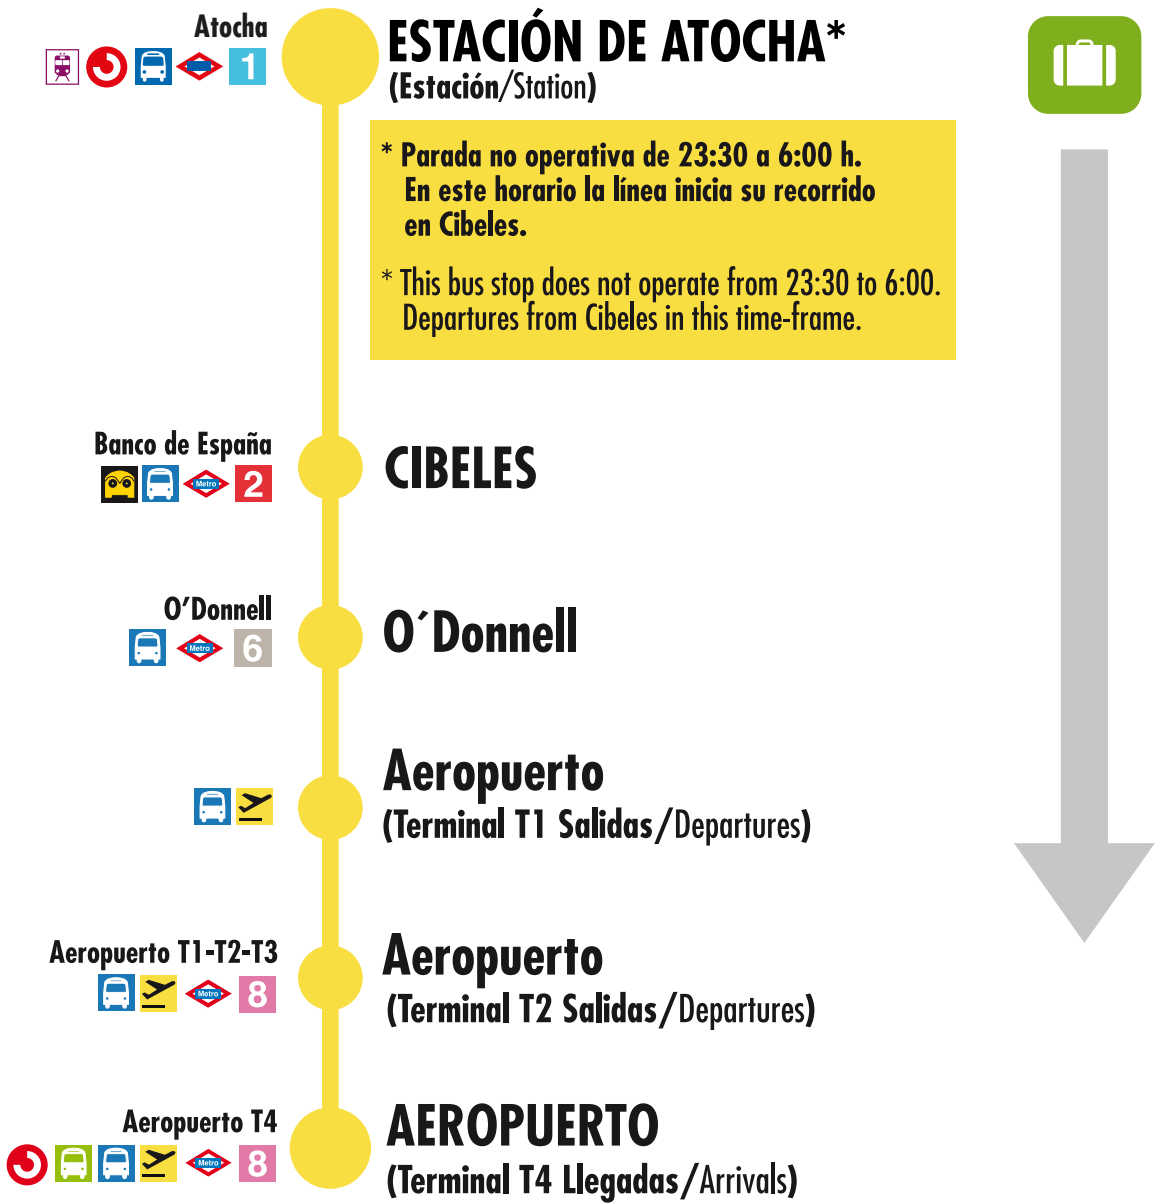 Atocha
1
ESTACIÓN DE ATOCHA*
(Estación/Station)
* Parada no operativa de 23:30 a 6:00 h.
En este horario la línea inicia su recorrido
en Cibeles.
* This bus stop does not operate from 23:30 to 6:00.
Departures from Cibeles in this time-frame.
Banco de España
Metro 2
CIBELES
O'Donnell
Metro 6
O´Donnell
Aeropuerto
(Terminal T1 Salidas/Departures)
Aeropuerto T1-T2-T3
Metro 8
Aeropuerto
(Terminal T2 Salidas/Departures)
Aeropuerto T4
Metro 8
AEROPUERTO
(Terminal T4 Llegadas/Arrivals)